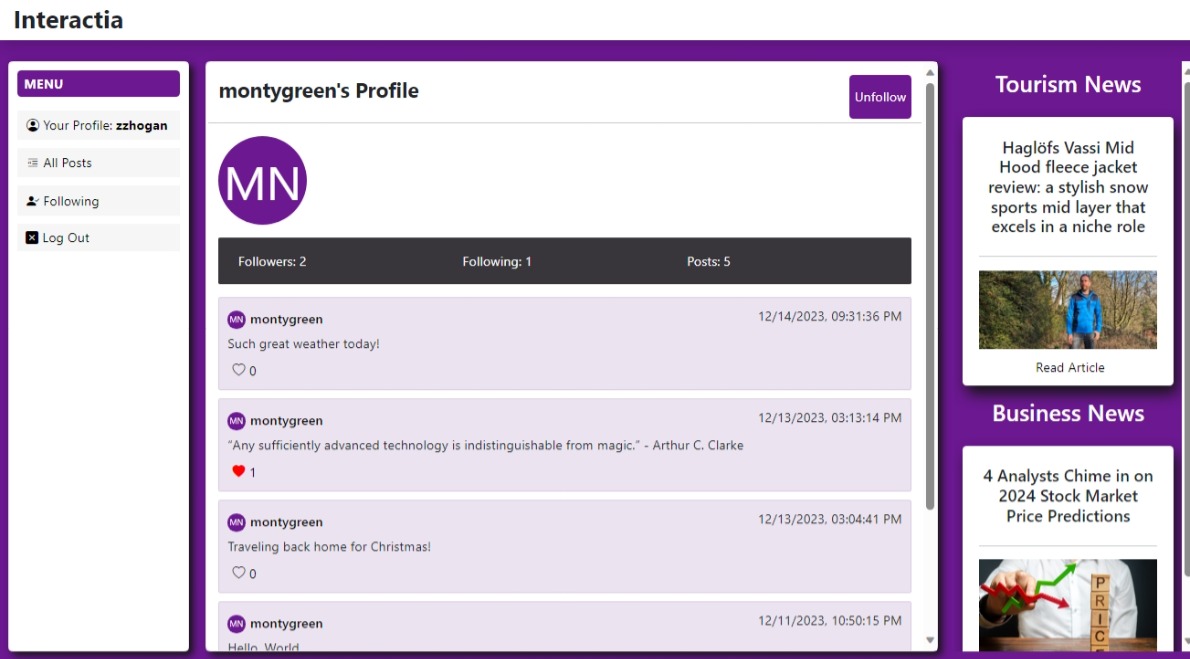 Interactia
MENU
Your Profile: zzhogan
All Posts
Following
Log Out
montygreen's Profile
Unfollow
MN
Followers: 2
Following: 1
Posts: 5
MN montygreen
12/14/2023, 09:31:36 PM
Such great weather today!
0
MN montygreen
12/13/2023, 03:13:14 PM
“Any sufficiently advanced technology is indistinguishable from magic.” - Arthur C. Clarke
1
MN montygreen
12/13/2023, 03:04:41 PM
Traveling back home for Christmas!
0
MN montygreen
12/11/2023, 10:50:15 PM
Hello, World
Tourism News
Haglöfs Vassi Mid
Hood fleece jacket
review: a stylish snow
sports mid layer that
excels in a niche role
Read Article
Business News
4 Analysts Chime in on
2024 Stock Market
Price Predictions
P
R
I
C
E